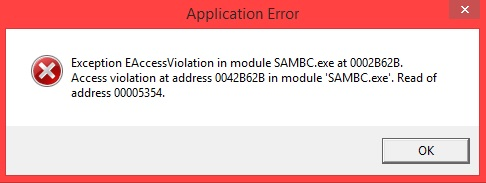 Application Error
Exception EAccessViolation in module SAMBC.exe at 0002B62B.
Access violation at address 0042B62B in module 'SAMBC.exe'. Read of
address 00005354.
OK